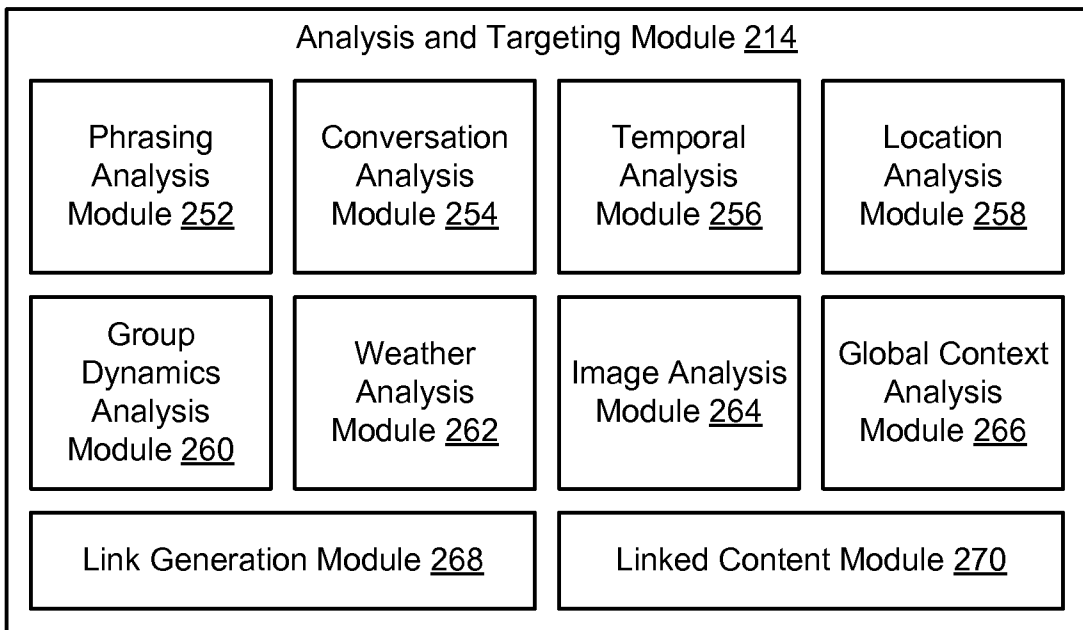 Analysis and Targeting Module 214
Phrasing
Analysis
Module 252
Conversation
Analysis
Module 254
Temporal
Analysis
Module 256
Location
Analysis
Module 258
Group
Dynamics
Analysis
Module 260
Weather
Analysis
Module 262
Image Analysis
Module 264
Global Context
Analysis
Module 266
Link Generation Module 268
Linked Content Module 270